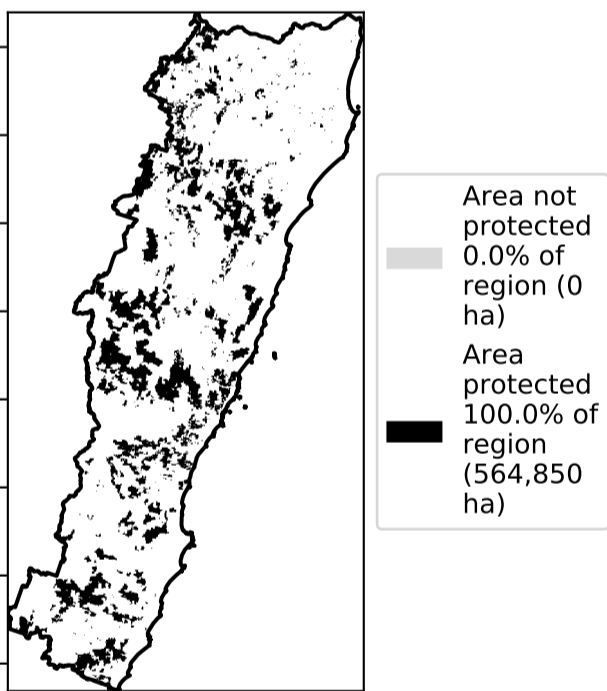 Area not
protected
0.0% of
region (0
ha)
Area
protected
100.0% of
region
(564,850
ha)